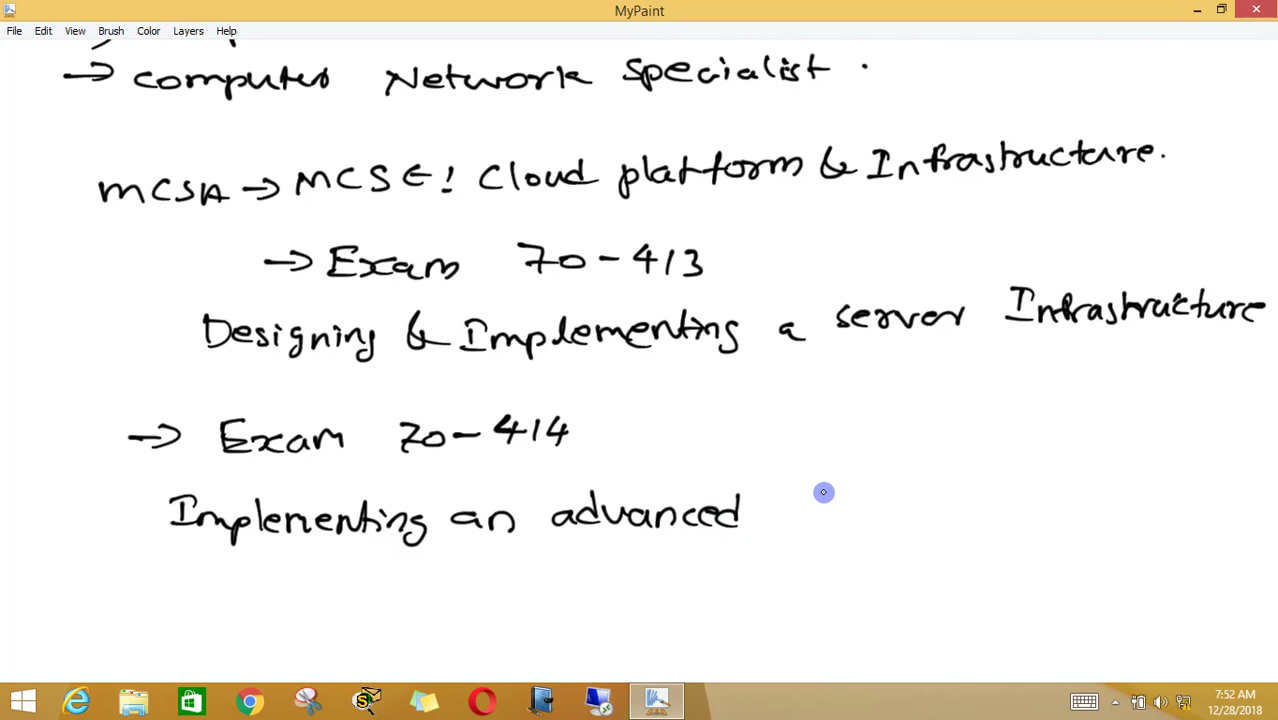 MyPaint
File Edit View Brush Color Layers Help
→ computer Network specialist .
MCSA → MCSE! Cloud platform & Infrastructure.
→ Exam 70-413
Designing & Implementing a server Infrastructure
→ Exam 70-414
Implementing an advanced
7:52 AM
12/28/2018